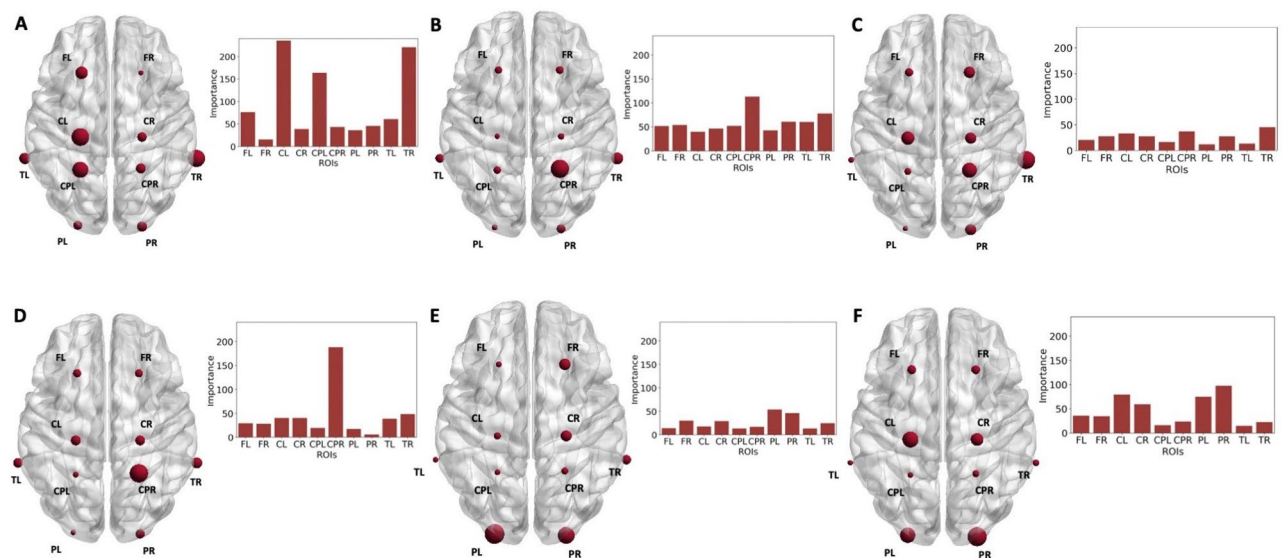 A
FL
FR
CL
CR
TL
TR
CPL
CPR
PL
PR
Importance
200
150
100
50
0
FL FR CL CR CPL CPR PL PR TL TR
ROIs
B
FL
FR
CL
CR
TL
TR
CPL
CPR
PL
PR
Importance
200
150
100
50
0
FL FR CL CR CPL CPR PL PR TL TR
ROIs
C
FL
FR
CL
CR
TL
TR
CPL
CPR
PL
PR
Importance
200
150
100
50
0
FL FR CL CR CPL CPR PL PR TL TR
ROIs
D
FL
FR
CL
CR
TL
TR
CPL
CPR
PL
PR
Importance
200
150
100
50
0
FL FR CL CR CPL CPR PL PR TL TR
ROIs
E
FL
FR
CL
CR
TL
TR
CPL
CPR
PL
PR
Importance
200
150
100
50
0
FL FR CL CR CPL CPR PL PR TL TR
ROIs
F
FL
FR
CL
CR
TL
TR
CPL
CPR
PL
PR
Importance
200
150
100
50
0
FL FR CL CR CPL CPR PL PR TL TR
ROIs